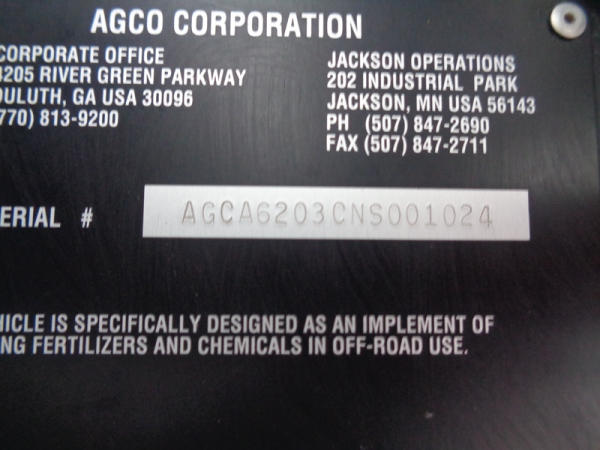 AGCO CORPORATION
CORPORATE OFFICE
4205 RIVER GREEN PARKWAY
DULUTH, GA USA 30096
(770) 813-9200
JACKSON OPERATIONS
202 INDUSTRIAL PARK
JACKSON, MN USA 56143
PH (507) 847-2690
FAX (507) 847-2711
ERIAL # AGCA6203CNS001024
HICLE IS SPECIFICALLY DESIGNED AS AN IMPLEMENT OF
NG FERTILIZERS AND CHEMICALS IN OFF-ROAD USE.